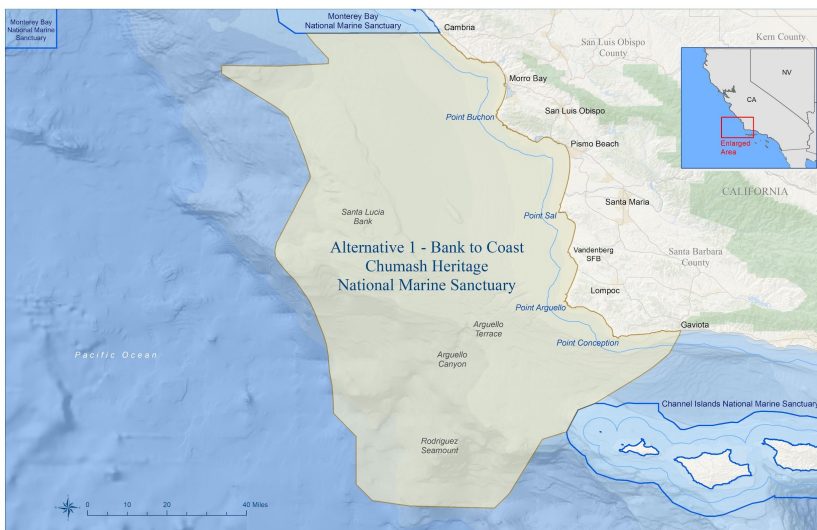 Monterey Bay
National Marine
Sanctuary
Monterey Bay
National Marine Sanctuary
Cambria
San Luis Obispo
County
Kern County
NV
CA
Enlarged
Area
Morro Bay
San Luis Obispo
Point Buchon
Pismo Beach
CALIFORNIA
Santa Maria
Santa Lucia
Bank
Point Sal
Alternative 1 - Bank to Coast
Chumash Heritage
National Marine Sanctuary
Vandenberg
SFB
Santa Barbara
County
Lompoc
Point Arguello
Arguello
Terrace
Gaviota
Point Conception
Pacific Ocean
Arguello
Canyon
Channel Islands National Marine Sanctuary
Rodriguez
Seamount
0 10 20 40 Miles